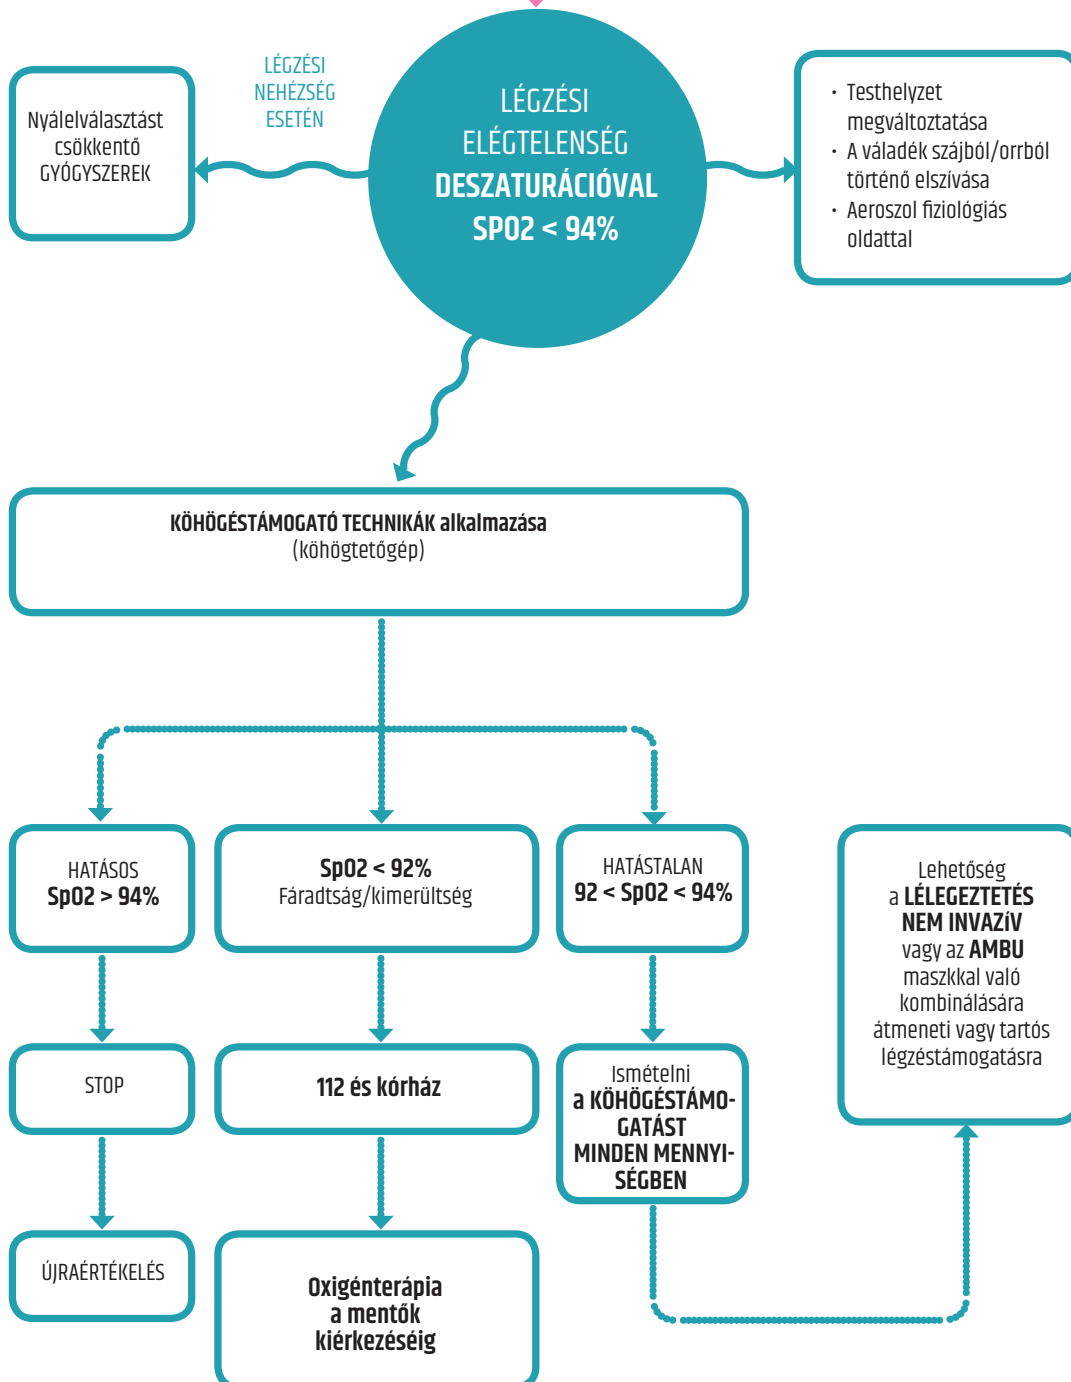 LÉGZÉSI
NEHÉZSÉG
ESETÉN
Nyálelválasztást
csökkentő
GYÓGYSZEREK
LÉGZÉSI
ELÉGTELENSÉG
DESZATURÁCIÓVAL
SPO2 < 94%
• Testhelyzet
megváltoztatása
• A váladék szájból/orrból
történő elszívása
• Aeroszol fiziológiás
oldattal
KÖHÖGÉSTÁMOGATÓ TECHNIKÁK alkalmazása
(köhögtetőgép)
HATÁSOS
SpO2 > 94%
SpO2 < 92%
Fáradtság/kimerültség
HATÁSTALAN
92 < SpO2 < 94%
STOP
112 és kórház
Ismételni
a KÖHÖGÉSTÁMO-
GATÁST
MINDEN MENNYI-
SÉGBEN
Lehetőség
a LÉLEGEZTETÉS
NEM INVAZÍV
vagy az AMBU
maszkkal való
kombinálására
átmeneti vagy tartós
légzéstámogatásra
ÚJRAÉRTÉKELÉS
Oxigénterápia
a mentők
kiérkezéséig